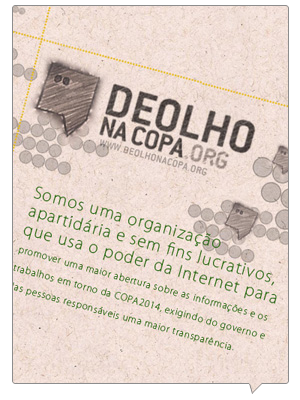 DEOLHO
NA COPA.ORG
WWW.DEOLHONACOPA.ORG
Somos uma organização
apartidária e sem fins lucrativos,
que usa o poder da Internet para
promover uma maior abertura sobre as informações e os
trabalhos em torno da COPA2014, exigindo do governo e
as pessoas responsáveis uma maior transparência.